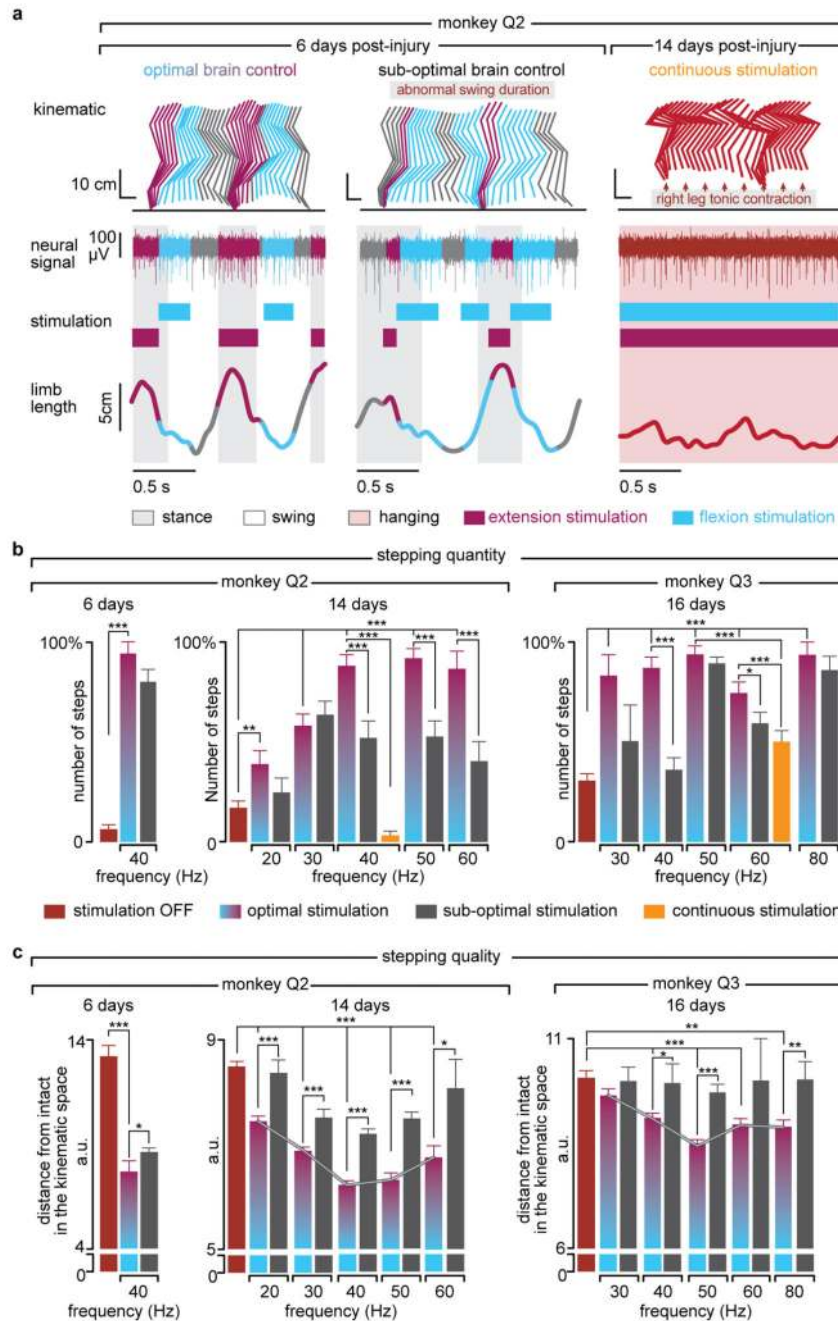 a
monkey Q2
6 days post-injury
14 days post-injury
optimal brain control
sub-optimal brain control
continuous stimulation
abnormal swing duration
kinematic
10 cm
right leg tonic contraction
neural signal
100 µV
stimulation
limb length
5cm
0.5 s
0.5 s
0.5 s
stance
swing
hanging
extension stimulation
flexion stimulation
b
stepping quantity
monkey Q2
monkey Q3
6 days
14 days
16 days
100%
number of steps
0
***
40
frequency (Hz)
100%
Number of steps
0
**
***
***
***
***
***
20 30 40 50 60
frequency (Hz)
100%
number of steps
0
***
***
***
***
*
30 40 50 60 80
frequency (Hz)
stimulation OFF
optimal stimulation
sub-optimal stimulation
continuous stimulation
c
stepping quality
monkey Q2
monkey Q3
6 days
14 days
16 days
distance from intact
in the kinematic space
a.u.
14
4
0
***
*
40
frequency (Hz)
a.u.
9
5
0
***
***
***
***
***
*
20 30 40 50 60
frequency (Hz)
distance from intact
in the kinematic space
a.u.
11
6
0
**
***
*
***
**
30 40 50 60 80
frequency (Hz)